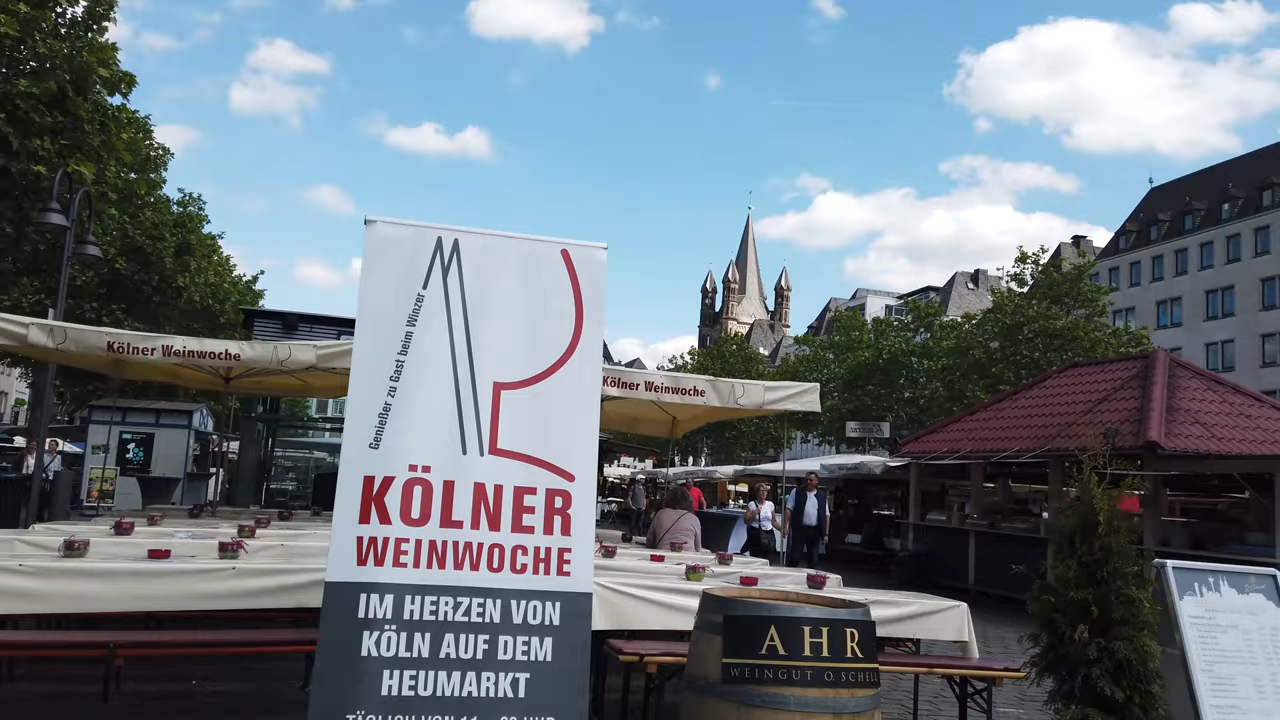 Genießer zu Gast beim Winzer
KÖLNER
WEINWOCHE
IM HERZEN VON
KÖLN AUF DEM
HEUMARKT
Kölner Weinwoche
Kölner Weinwoche
AHR
WEINGUT O. SCHELL